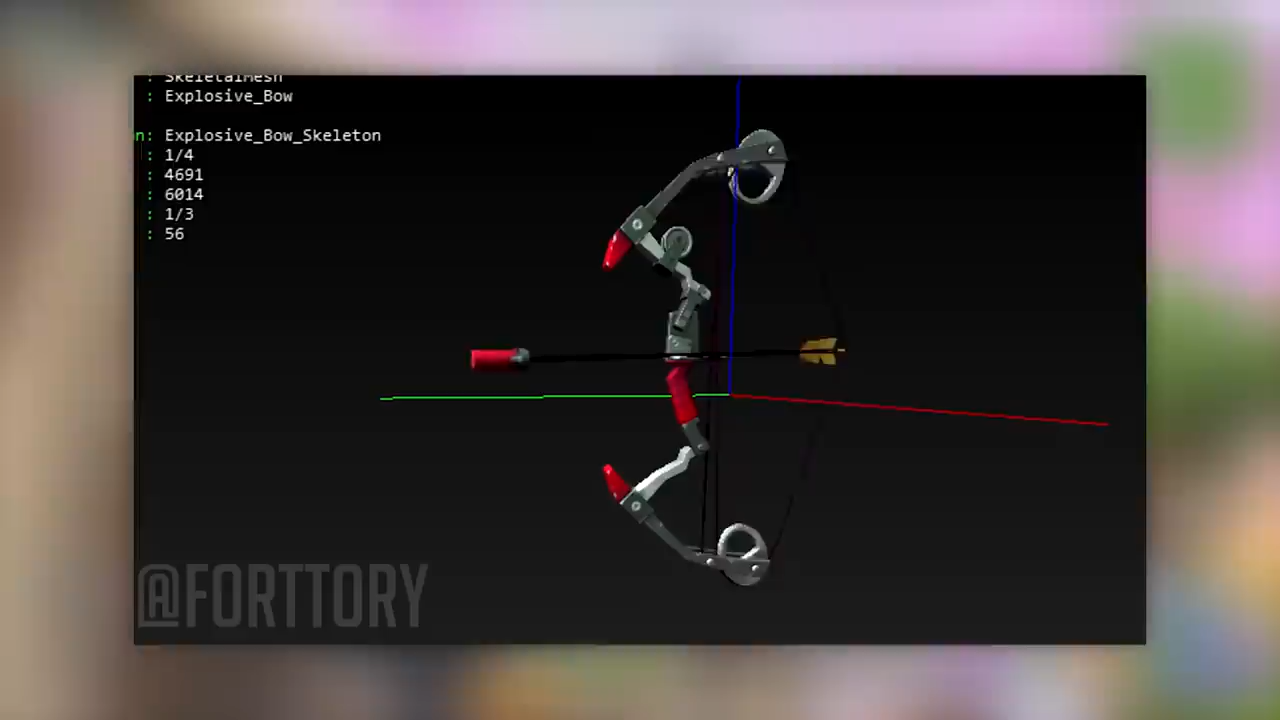 : SkeletalMesh
: Explosive_Bow
n: Explosive_Bow_Skeleton
: 1/4
: 4691
: 6014
: 1/3
: 56
@FORTTORY